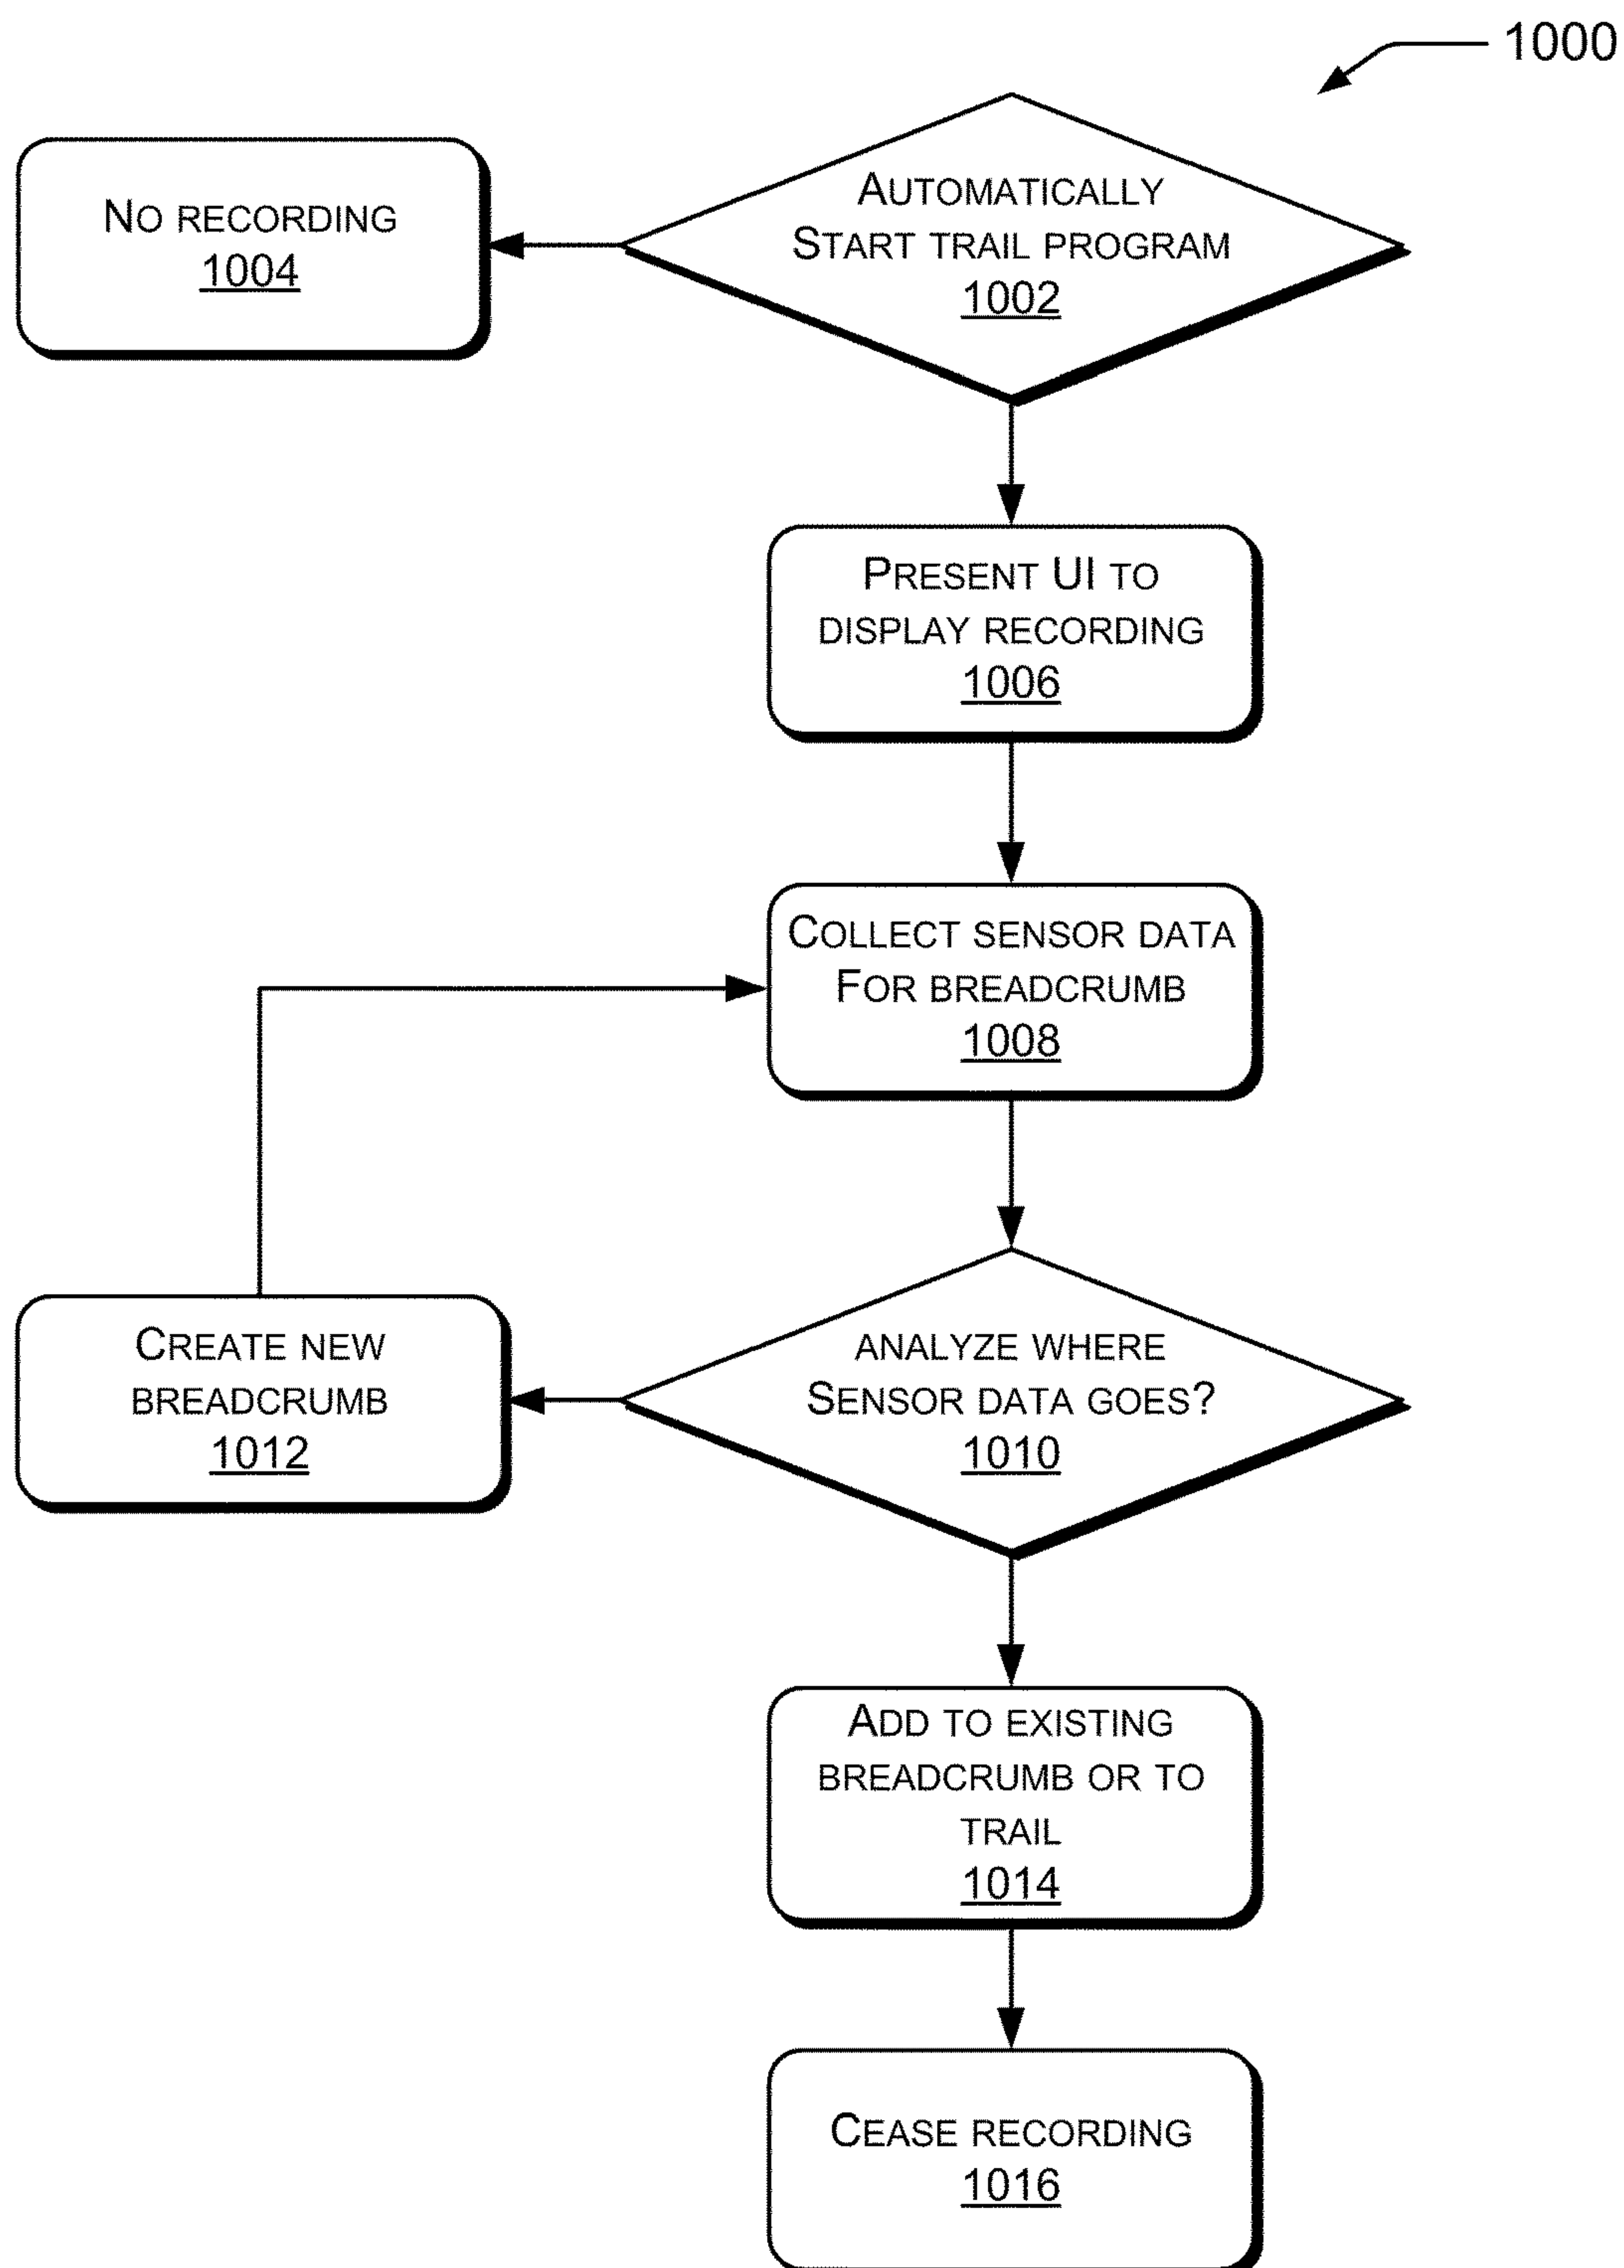 1000
AUTOMATICALLY
START TRAIL PROGRAM
1002
NO RECORDING
1004
PRESENT UI TO
DISPLAY RECORDING
1006
COLLECT SENSOR DATA
FOR BREADCRUMB
1008
ANALYZE WHERE
SENSOR DATA GOES?
1010
CREATE NEW
BREADCRUMB
1012
ADD TO EXISTING
BREADCRUMB OR TO
TRAIL
1014
CEASE RECORDING
1016